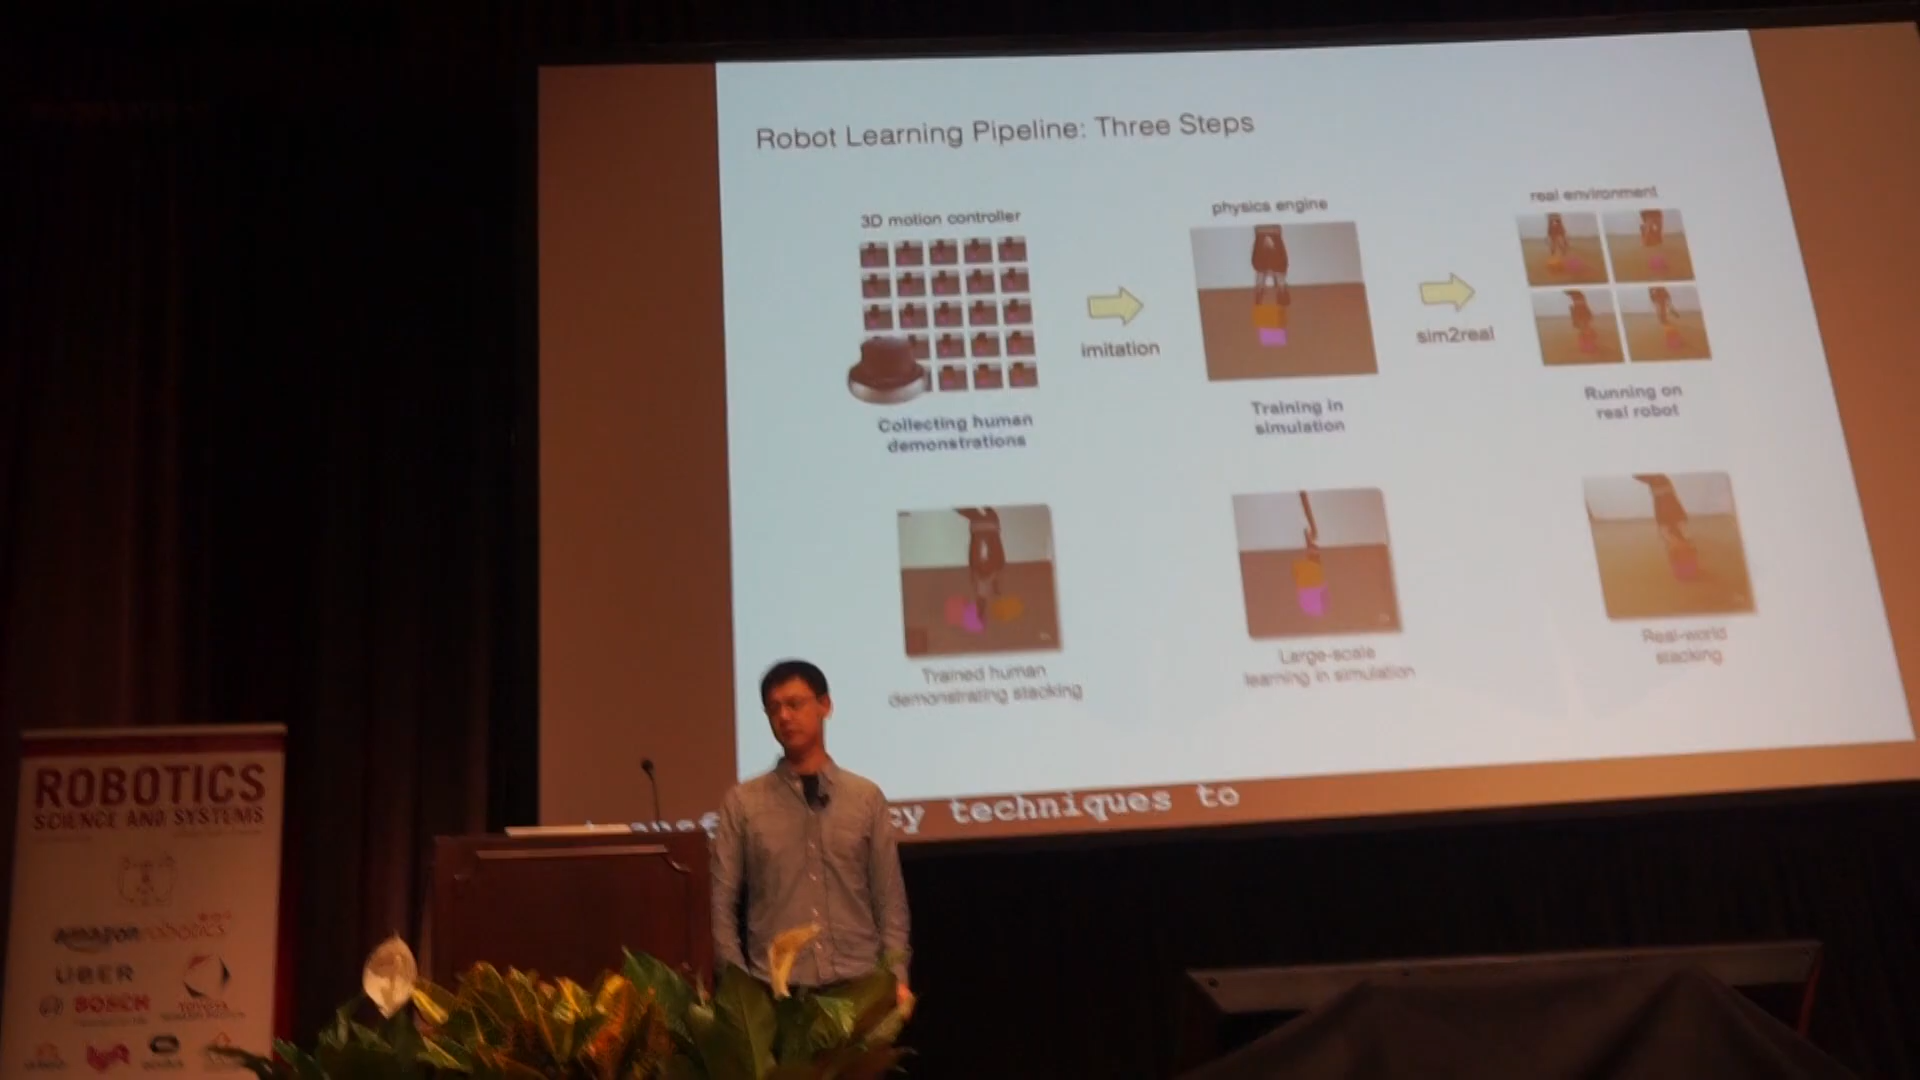 Robot Learning Pipeline: Three Steps
3D motion controller
physics engine
real environment
imitation
sim2real
Collecting human
demonstrations
Training in
simulation
Running on
real robot
Trained human
demonstrating stacking
Large-scale
learning in simulation
Real-world
stacking
techniques to
ROBOTICS
SCIENCE AND SYSTEMS
amazonrobotics
UBER
BOSCH
TOYOTA